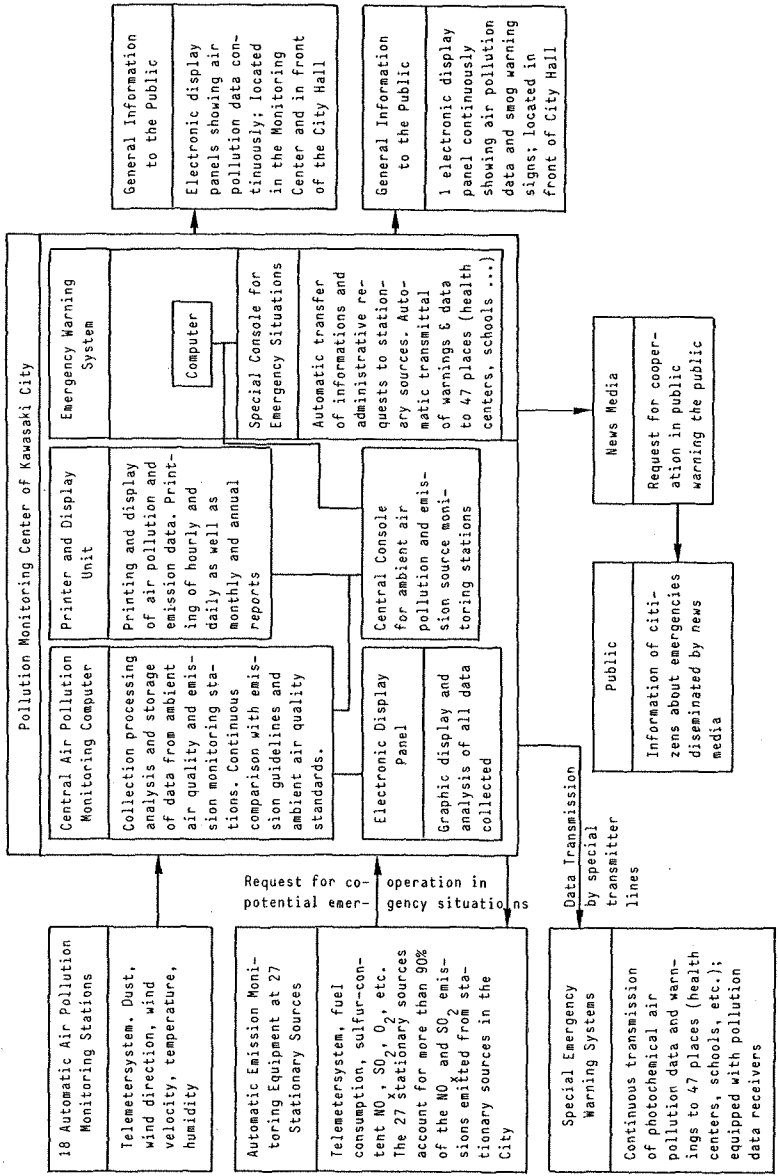 Pollution Monitoring Center of Kawasaki City
18 Automatic Air Pollution
Monitoring Stations
Telemetersystem. Dust,
wind direction, wind
velocity, temperature,
humidity
Automatic Emission Moni-
toring Equipment at 27
Stationary Sources
Telemetersystem, fuel
consumption, sulfur-con-
tent NOx, SO2, O2, etc.
The 27 stationary sources
account for more than 90%
of the NOx and SO2 emis-
sions emitted from sta-
tionary sources in the
City
Request for co- operation in
potential emer- gency situations
Special Emergency
Warning Systems
Continuous transmission
of photochemical air
pollution data and warn-
ings to 47 places (health
centers, schools, etc.);
equipped with pollution
data receivers
Data Transmission
by special
transmitter
lines
Central Air Pollution
Monitoring Computer
Collection processing
analysis and storage
of data from ambient
air quality and emis-
sion monitoring sta-
tions. Continuous
comparison with emis-
sion guidelines and
ambient air quality
standards.
Electronic Display
Panel
Graphic display and
analysis of all data
collected
Printer and Display
Unit
Printing and display
of air pollution and
emission data. Print-
ing of hourly and
daily as well as
monthly and annual
reports
Central Console
for ambient air
pollution and emis-
sion source moni-
toring stations
Emergency Warning
System
Computer
Special Console for
Emergency Situations
Automatic transfer
of informations and
administrative re-
quests to station-
ary sources. Auto-
matic transmittal
of warnings & data
to 47 places (health
centers, schools ...)
General Information
to the Public
Electronic display
panels showing air
pollution data con-
tinuously; located
in the Monitoring
Center and in front
of the City Hall
General Information
to the Public
1 electronic display
panel continuously
showing air pollution
data and smog warning
signs; located in
front of City Hall
News Media
Request for cooper-
ation in public
warning the public
Public
Information of citi-
zens about emergencies
diseminated by news
media